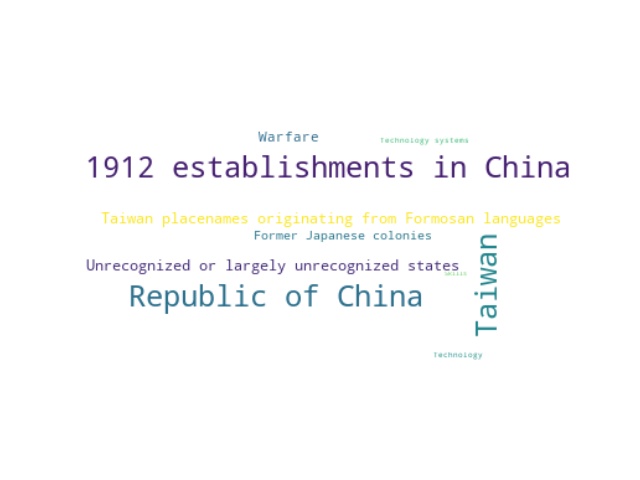 Warfare
Technology systems
1912 establishments in China
Taiwan placenames originating from Formosan languages
Former Japanese colonies
Taiwan
Unrecognized or largely unrecognized states
Skills
Republic of China
Technology